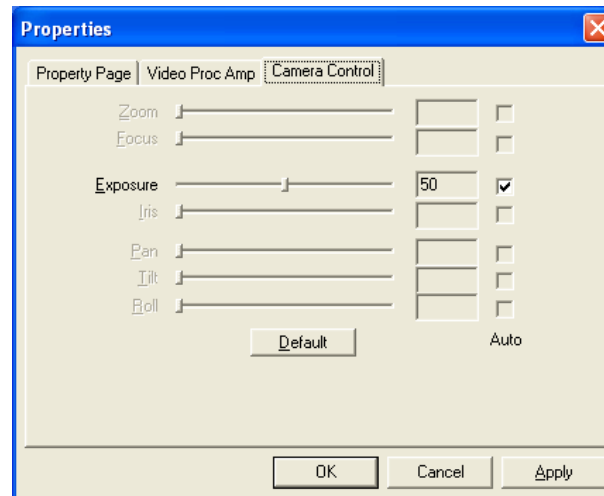 Properties
Property Page Video Proc Amp Camera Control
Zoom
Focus
Exposure 50
Iris
Pan
Tilt
Roll
Default Auto
OK Cancel Apply